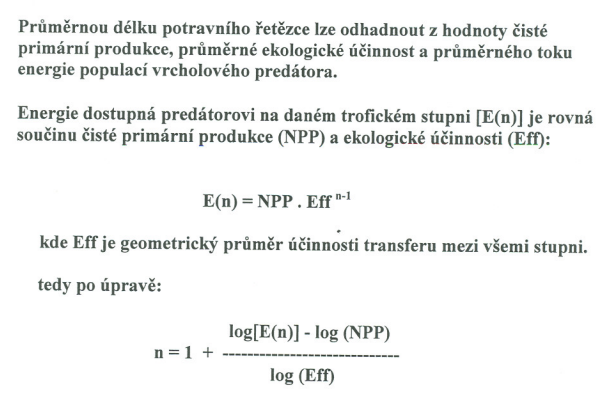 Průměrnou délku potravního řetězce lze odhadnout z hodnoty čisté
primární produkce, průměrné ekologické účinnost a průměrného toku
energie populací vrcholového predátora.
Energie dostupná predátorovi na daném trofickém stupni [E(n)] je rovná
součinu čisté primární produkce (NPP) a ekologické účinnosti (Eff):
E(n) = NPP . Eff ⁿ⁻¹
kde Eff je geometrický průměr účinnosti transferu mezi všemi stupni.
tedy po úpravě:
log[E(n)] - log (NPP)
n = 1 + -----------------------------
log (Eff)